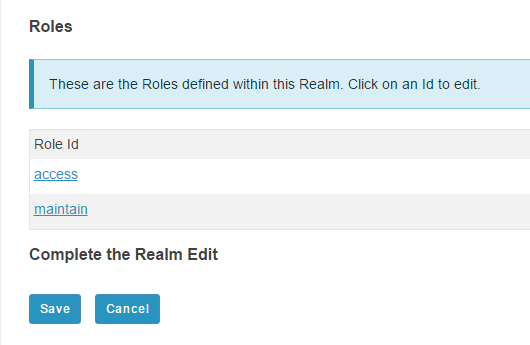 Roles
These are the Roles defined within this Realm. Click on an Id to edit.
Role Id
access
maintain
Complete the Realm Edit
Save Cancel